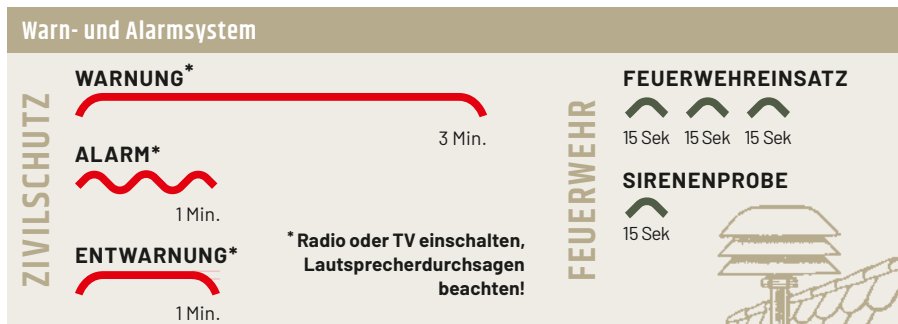 Warn- und Alarmsystem
ZIVILSCHUTZ
WARNUNG*
3 Min.
ALARM*
1 Min.
ENTWARNUNG*
1 Min.
*Radio oder TV einschalten,
Lautsprecherdurchsagen
beachten!
FEUERWEHR
FEUERWEHREINSATZ
15 Sek 15 Sek 15 Sek
SIRENENPROBE
15 Sek